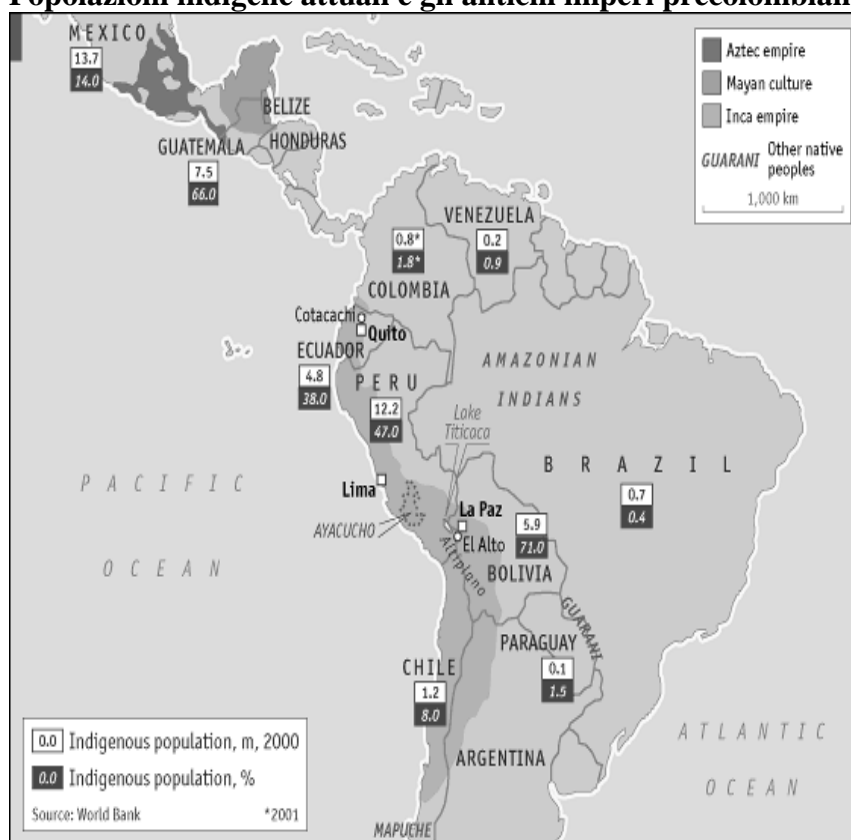 Popolazioni indigene attuali e gli antichi imperi precolombiani
MEXICO
13.7
14.0
BELIZE
GUATEMALA
HONDURAS
7.5
66.0
Aztec empire
Mayan culture
Inca empire
GUARANI Other native
peoples
1,000 km
VENEZUELA
0.2
0.9
0.8*
1.8*
COLOMBIA
Cotacachi
Quito
ECUADOR
4.8
38.0
PERU
12.2
47.0
AMAZONIAN
INDIANS
Lake
Titicaca
BRAZIL
0.7
0.4
PACIFIC
OCEAN
Lima
AYACUCHO
La Paz
El Alto
Altiplano
5.9
71.0
BOLIVIA
GUARANI
PARAGUAY
0.1
1.5
CHILE
1.2
8.0
ARGENTINA
ATLANTIC
OCEAN
MAPUCHE
0.0 Indigenous population, m, 2000
0.0 Indigenous population, %
Source: World Bank *2001